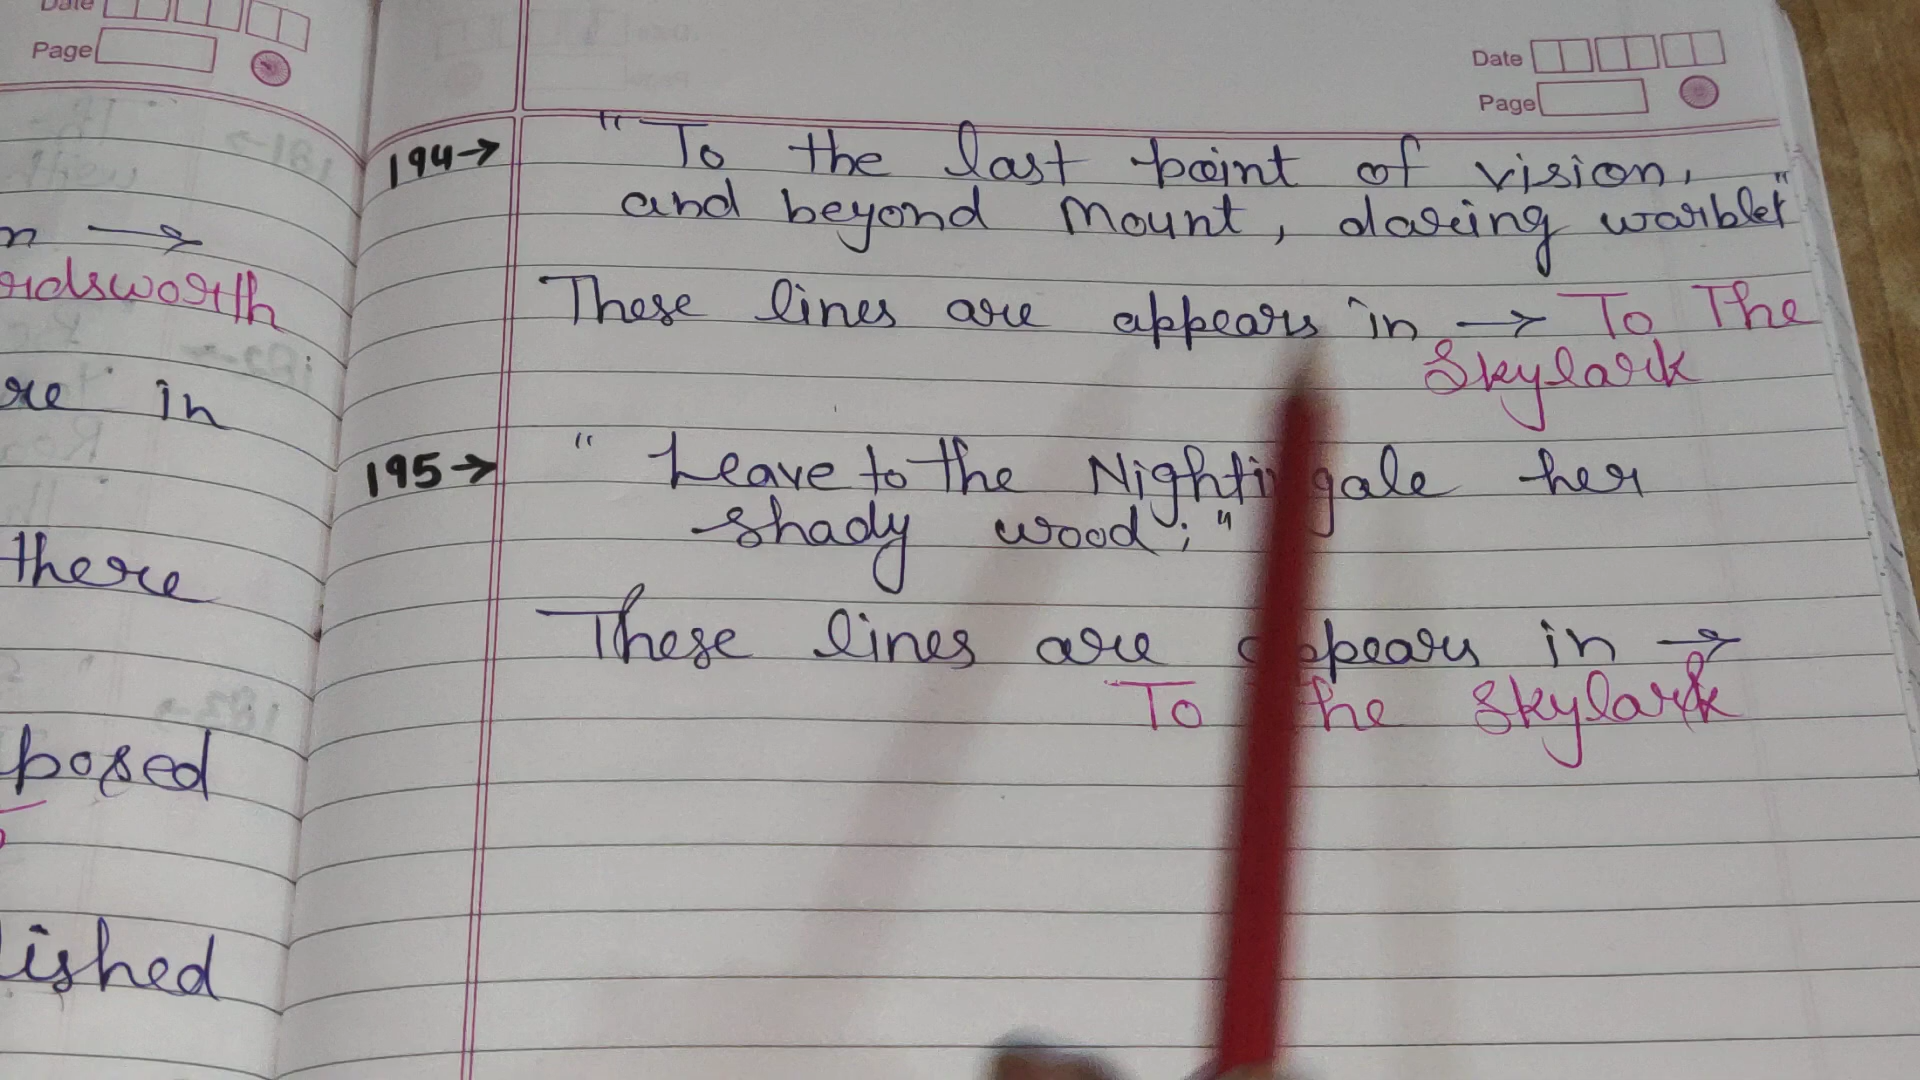 Date
Page
n →
rdsworth
re in
there
posed
ished
Date
Page
194→ "To the last point of vision,
and beyond Mount, daring warbler"
These lines are appears in → To The
Skylark
195→ "Leave to the Nightingale her
shady wood;"
These lines are appears in →
To The Skylark